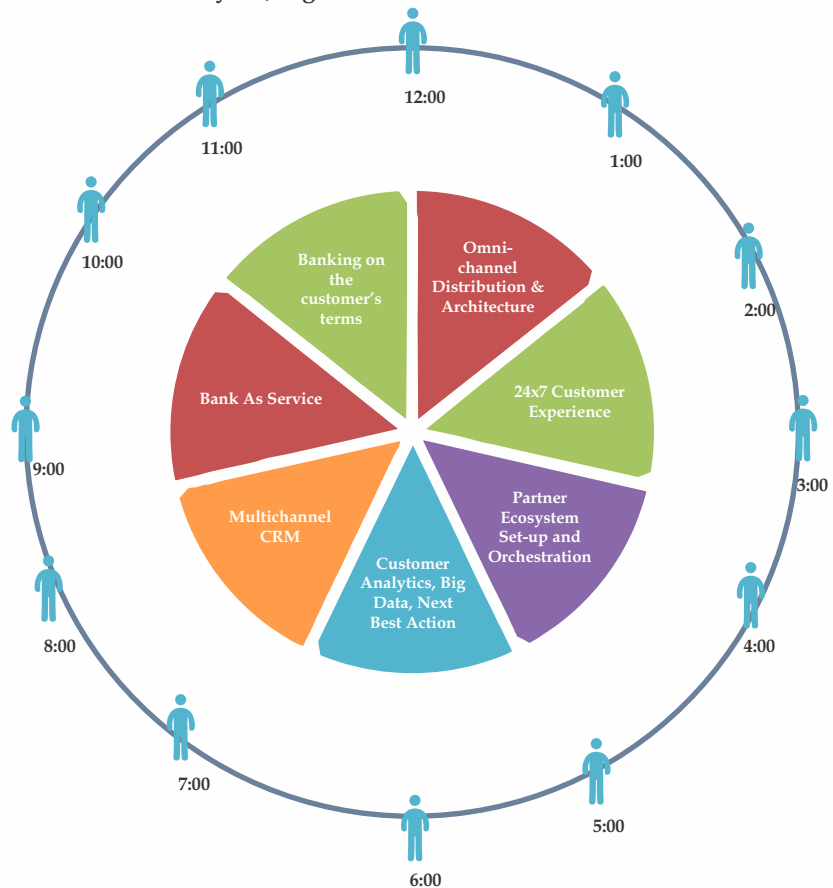 12:00
11:00
1:00
10:00
2:00
Omni-
channel
Distribution &
Architecture
Banking on
the
customer's
terms
24x7 Customer
Experience
Bank As Service
9:00
3:00
Partner
Ecosystem
Set-up and
Orchestration
Multichannel
CRM
Customer
Analytics, Big
Data, Next
Best Action
8:00
4:00
7:00
5:00
6:00